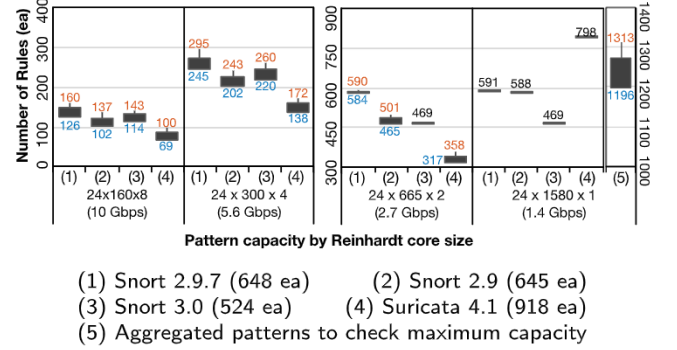 Number of Rules (ea)
400
300
200
100
0
160
126
137
102
143
114
100
69
(1) (2) (3) (4)
24x160x8
(10 Gbps)
295
245
243
202
260
220
172
138
(1) (2) (3) (4)
24 x 300 x 4
(5.6 Gbps)
900
750
600
450
300
590
584
501
465
469
358
317
(1) (2) (3) (4)
24 x 665 x 2
(2.7 Gbps)
591
588
469
798
(1) (2) (3) (4)
24 x 1580 x 1
(1.4 Gbps)
1313
1196
(5)
1400
1300
1200
1100
1000
Pattern capacity by Reinhardt core size
(1) Snort 2.9.7 (648 ea) (2) Snort 2.9 (645 ea)
(3) Snort 3.0 (524 ea) (4) Suricata 4.1 (918 ea)
(5) Aggregated patterns to check maximum capacity